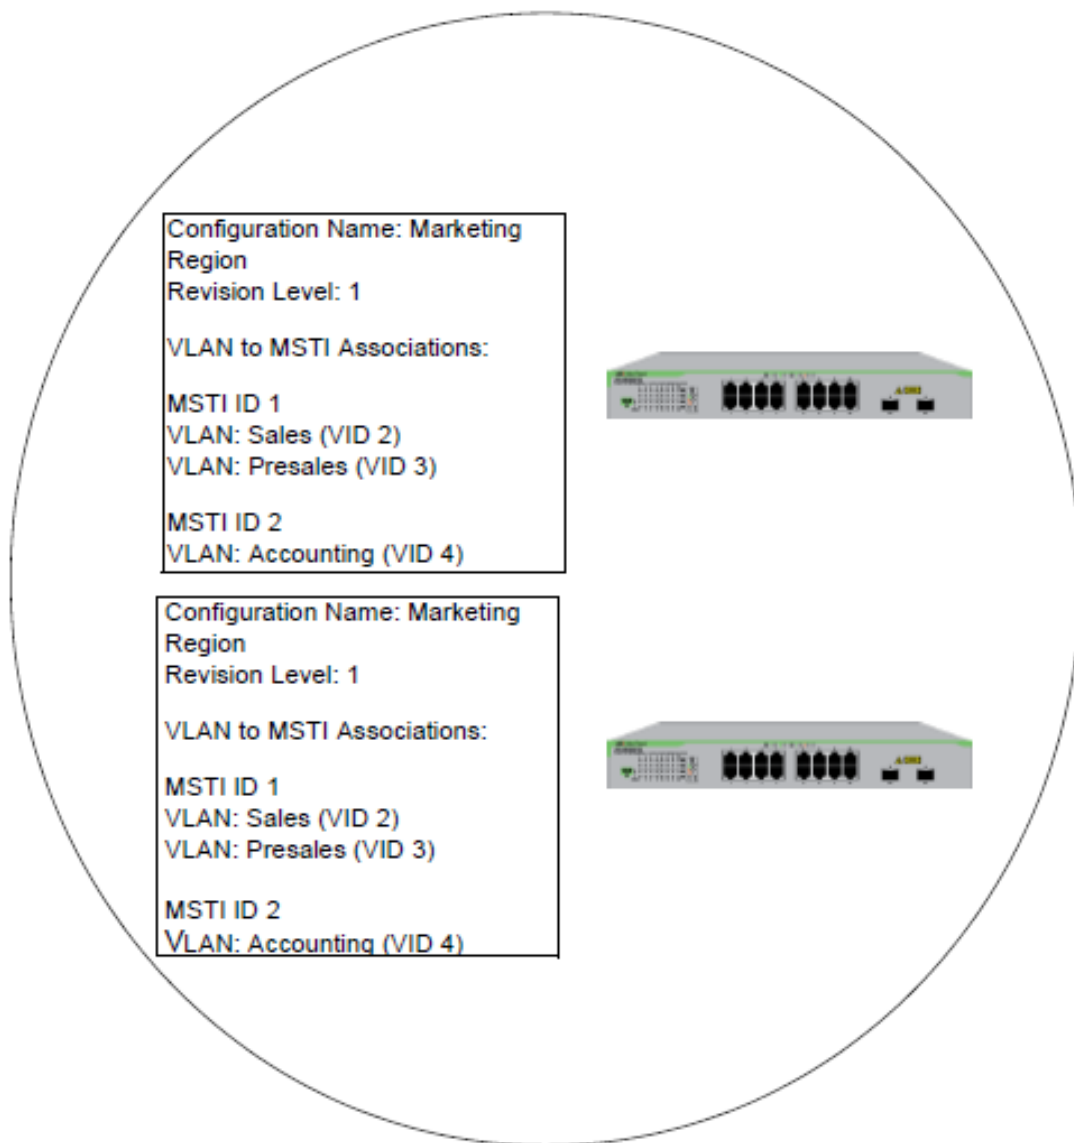 Configuration Name: Marketing
Region
Revision Level: 1
VLAN to MSTI Associations:
MSTI ID 1
VLAN: Sales (VID 2)
VLAN: Presales (VID 3)
MSTI ID 2
VLAN: Accounting (VID 4)
Configuration Name: Marketing
Region
Revision Level: 1
VLAN to MSTI Associations:
MSTI ID 1
VLAN: Sales (VID 2)
VLAN: Presales (VID 3)
MSTI ID 2
VLAN: Accounting (VID 4)